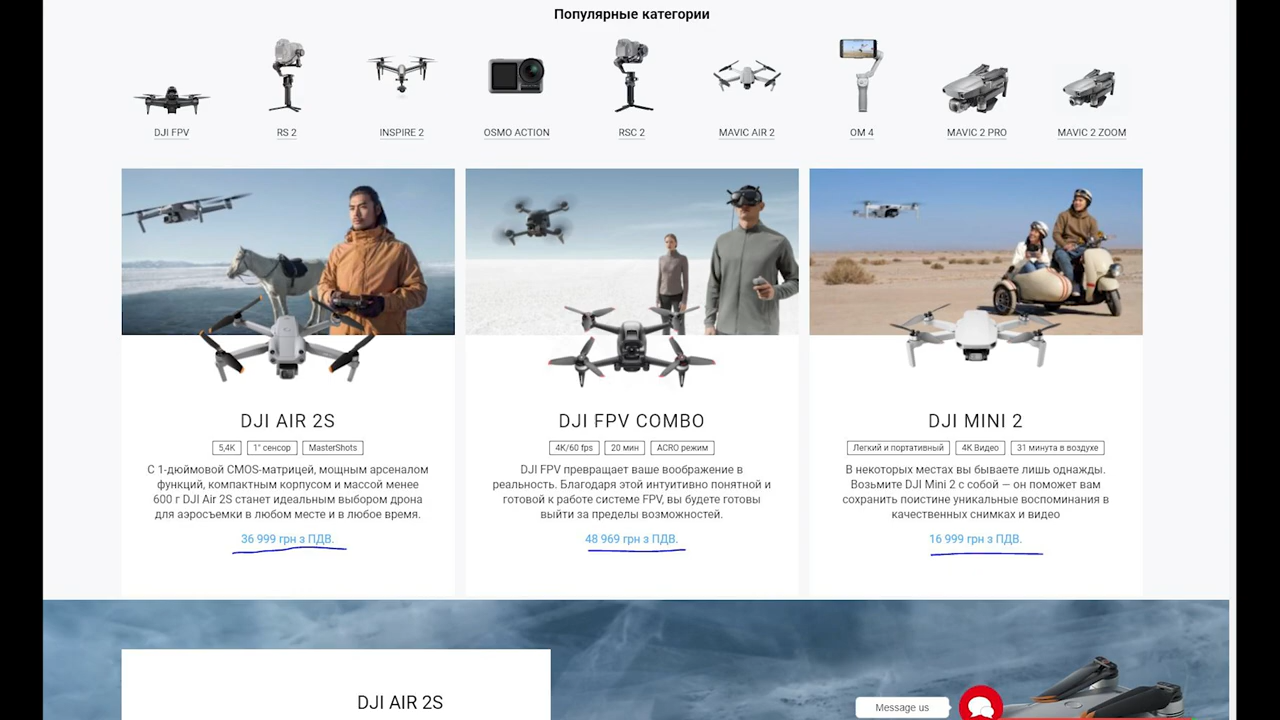 Популярные категории
DJI FPV
RS 2
INSPIRE 2
OSMO ACTION
RSC 2
MAVIC AIR 2
OM 4
MAVIC 2 PRO
MAVIC 2 ZOOM
DJI AIR 2S
5,4K
1" сенсор
MasterShots
С 1-дюймовой CMOS-матрицей, мощным арсеналом
функций, компактным корпусом и массой менее
600 г DJI Air 2S станет идеальным выбором дрона
для аэросъемки в любом месте и в любое время.
36 999 грн з ПДВ.
DJI FPV COMBO
4K/60 fps
20 мин
ACRO режим
DJI FPV превращает ваше воображение в
реальность. Благодаря этой интуитивно понятной и
готовой к работе системе FPV, вы будете готовы
выйти за пределы возможностей.
48 969 грн з ПДВ.
DJI MINI 2
Легкий и портативный
4K Видео
31 минута в воздухе
В некоторых местах вы бываете лишь однажды.
Возьмите DJI Mini 2 с собой — он поможет вам
сохранить поистине уникальные воспоминания в
качественных снимках и видео
16 999 грн з ПДВ.
DJI AIR 2S
Message us